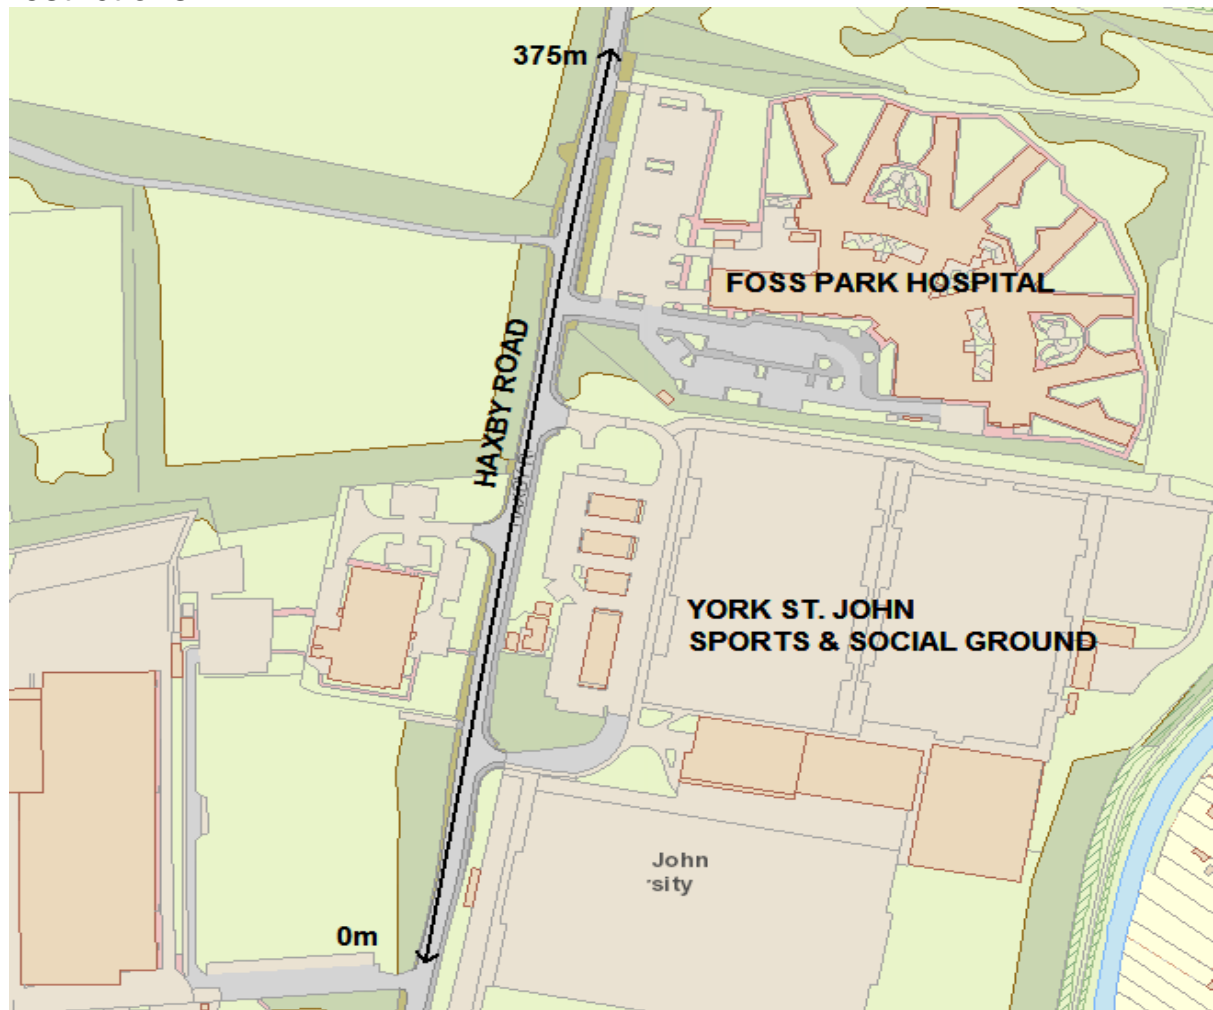 375m
FOSS PARK HOSPITAL
HAXBY ROAD
YORK ST. JOHN
SPORTS & SOCIAL GROUND
John
sity
0m